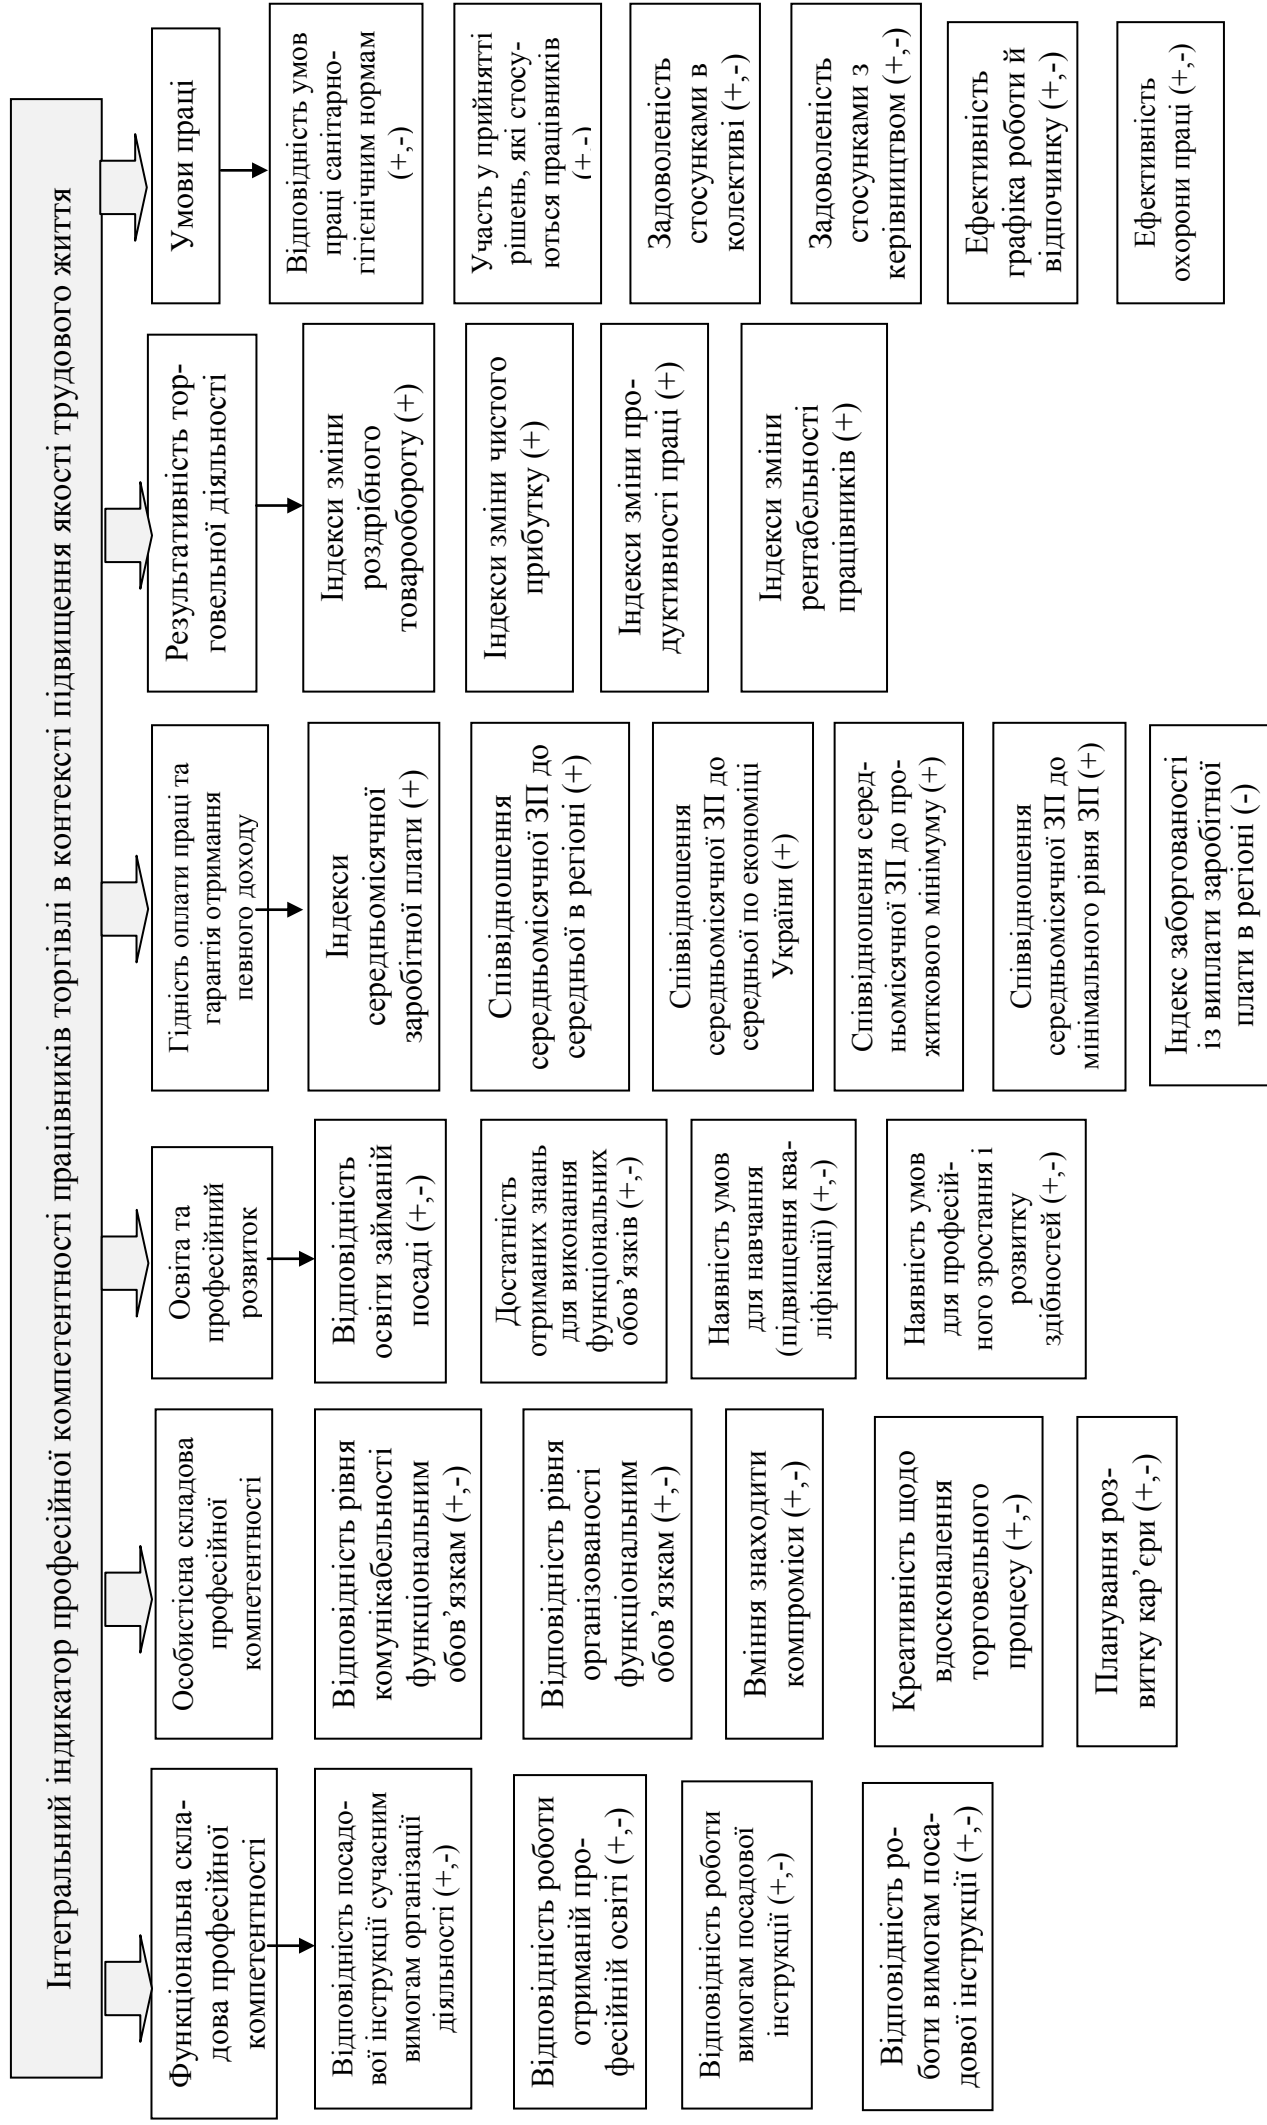 Інтегральний індикатор професійної компетентності працівників торгівлі в контексті підвищення якості трудового життя
Функціональна скла-
дова професійної
компетентності
Відповідність посадо-
вої інструкції сучасним
вимогам організації
діяльності (+,-)
Відповідність роботи
отриманій про-
фесійній освіті (+,-)
Відповідність роботи
вимогам посадової
інструкції (+,-)
Відповідність ро-
боти вимогам поса-
дової інструкції (+,-)
Особистісна складова
професійної
компетентності
Відповідність рівня
комунікабельності
функціональним
обов’язкам (+,-)
Відповідність рівня
організованості
функціональним
обов’язкам (+,-)
Вміння знаходити
компроміси (+,-)
Креативність щодо
вдосконалення
торговельного
процесу (+,-)
Планування роз-
витку кар’єри (+,-)
Освіта та
професійний
розвиток
Відповідність
освіти займаній
посаді (+,-)
Достатність
отриманих знань
для виконання
функціональних
обов’язків (+,-)
Наявність умов
для навчання
(підвищення ква-
ліфікації) (+,-)
Наявність умов
для професій-
ного зростання і
розвитку
здібностей (+,-)
Гідність оплати праці та
гарантія отримання
певного доходу
Індекси
середньомісячної
заробітної плати (+)
Співвідношення
середньомісячної ЗП до
середньої в регіоні (+)
Співвідношення
середньомісячної ЗП до
середньої по економіці
України (+)
Співвідношення серед-
ньомісячної ЗП до про-
житкового мінімуму (+)
Співвідношення
середньомісячної ЗП до
мінімального рівня ЗП (+)
Індекс заборгованості
із виплати заробітної
плати в регіоні (-)
Результативність тор-
говельної діяльності
Індекси зміни
роздрібного
товарообороту (+)
Індекси зміни чистого
прибутку (+)
Індекси зміни про-
дуктивності праці (+)
Індекси зміни
рентабельності
працівників (+)
Умови праці
Відповідність умов
праці санітарно-
гігієнічним нормам
(+,-)
Участь у прийнятті
рішень, які стосу-
ються працівників
(+,-)
Задоволеність
стосунками в
колективі (+,-)
Задоволеність
стосунками з
керівництвом (+,-)
Ефективність
графіка роботи й
відпочинку (+,-)
Ефективність
охорони праці (+,-)